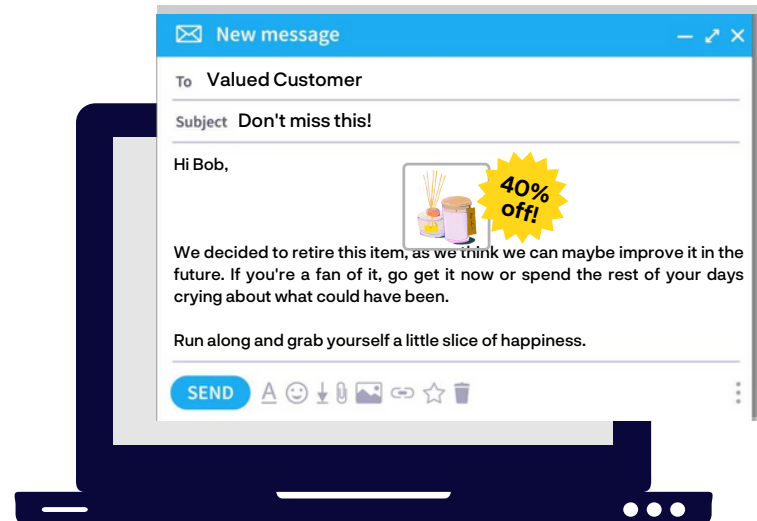 New message
To Valued Customer
Subject Don't miss this!
Hi Bob,
40%
off!
We decided to retire this item, as we think we can maybe improve it in the
future. If you're a fan of it, go get it now or spend the rest of your days
crying about what could have been.
Run along and grab yourself a little slice of happiness.
SEND A